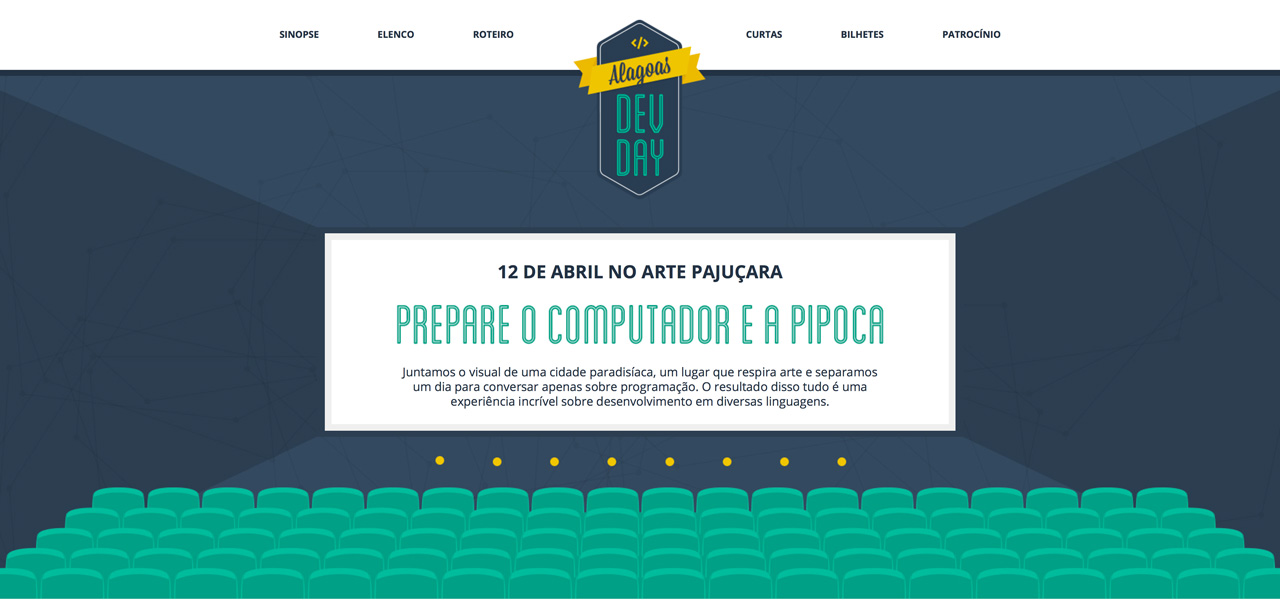 SINOPSE ELENCO ROTEIRO CURTAS BILHETES PATROCÍNIO
</>
Alagoas
DEV
DAY
12 DE ABRIL NO ARTE PAJUÇARA
PREPARE O COMPUTADOR E A PIPOCA
Juntamos o visual de uma cidade paradisíaca, um lugar que respira arte e separamos
um dia para conversar apenas sobre programação. O resultado disso tudo é uma
experiência incrível sobre desenvolvimento em diversas linguagens.